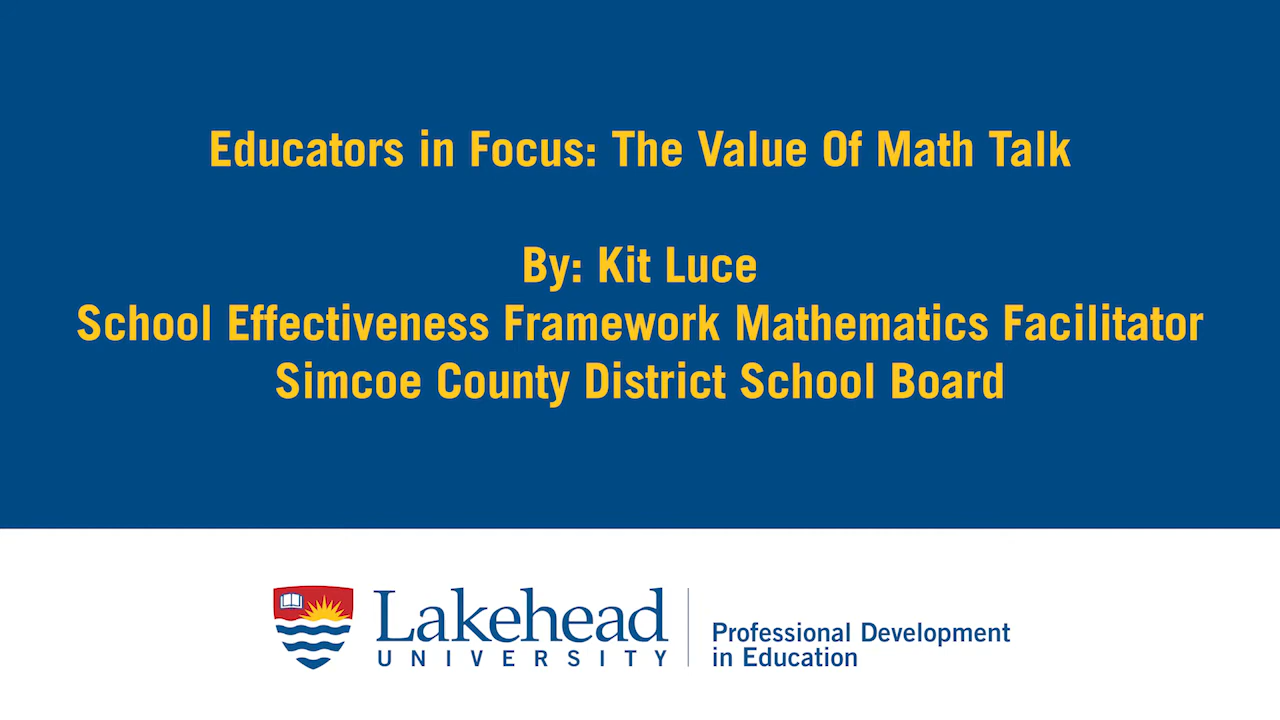 Educators in Focus: The Value Of Math Talk
By: Kit Luce
School Effectiveness Framework Mathematics Facilitator
Simcoe County District School Board
Lakehead
UNIVERSITY
Professional Development
in Education